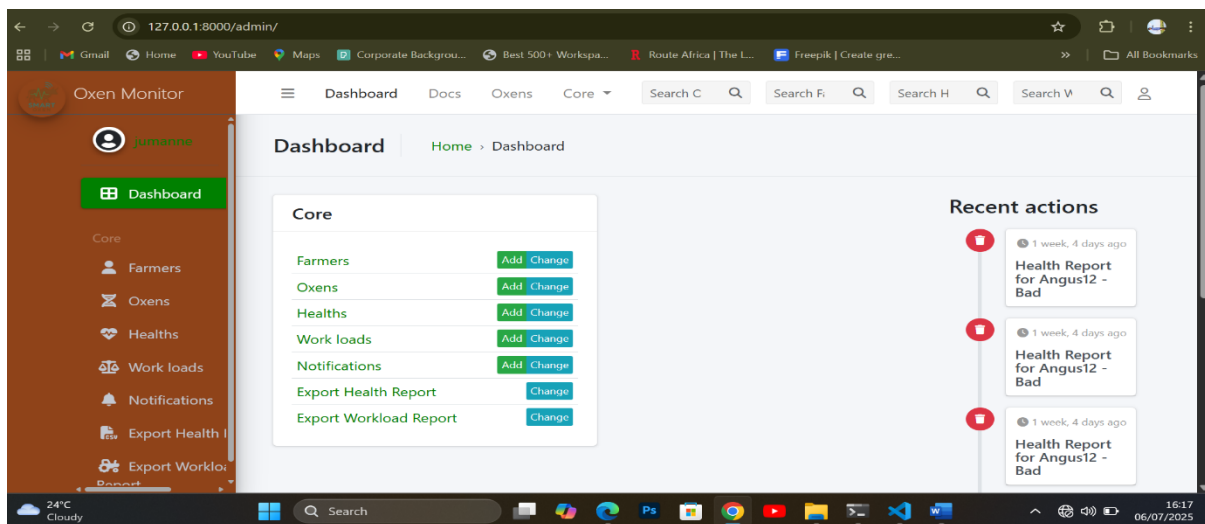 127.0.0.1:8000/admin/
Gmail Home YouTube Maps Corporate Backgrou... Best 500+ Workspa... Route Africa | The L... Freepik | Create gre... » All Bookmarks
Oxen Monitor
Dashboard Docs Oxens Core Search C Search F Search H Search W
jumanne
Dashboard Home › Dashboard
Dashboard
Core
Farmers
Oxens
Healths
Work loads
Notifications
Export Health
Export Worklo
Report
Core
Farmers Add Change
Oxens Add Change
Healths Add Change
Work loads Add Change
Notifications Add Change
Export Health Report Change
Export Workload Report Change
Recent actions
1 week, 4 days ago
Health Report
for Angus12 -
Bad
1 week, 4 days ago
Health Report
for Angus12 -
Bad
1 week, 4 days ago
Health Report
for Angus12 -
Bad
24°C
Cloudy
Search
16:17
06/07/2025